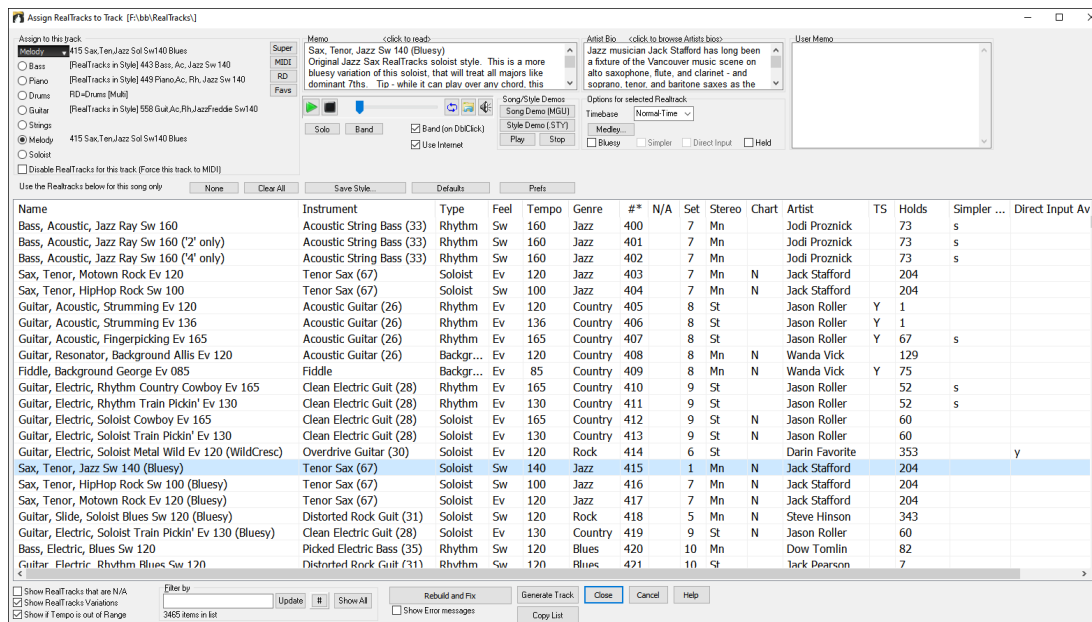 Assign RealTracks to Track [F:\bb\RealTracks\]
Assign to this track
Melody 415 Sax,Ten,Jazz Sol Sw140 Blues
Bass [RealTracks in Style] 443 Bass, Ac, Jazz Sw 140
Piano [RealTracks in Style] 449 Piano,Ac, Rh, Jazz Sw 140
Drums RD=Drums [Multi]
Guitar [RealTracks in Style] 558 Guit,Ac,Rh,JazzFreddie Sw140
Strings
Melody 415 Sax,Ten,Jazz Sol Sw140 Blues
Soloist
Disable RealTracks for this track (Force this track to MIDI)
Super
MIDI
RD
Favs
Memo <click to read>
Sax, Tenor, Jazz Sw 140 (Bluesy)
Original Jazz Sax RealTracks soloist style. This is a more
bluesy variation of this soloist, that will treat all majors like
dominant 7ths. Tip - while it can play over any chord, this
Artist Bio <click to browse Artists bios>
Jazz musician Jack Stafford has long been
a fixture of the Vancouver music scene on
alto saxophone, flute, and clarinet - and
soprano, tenor, and baritone saxes as the
User Memo
Solo Band
Band (on DblClick)
Use Internet
Song/Style Demos
Song Demo (MGU)
Style Demo (.STY)
Play Stop
Options for selected Realtrack
Timebase Normal-Time
Medley...
Bluesy Simpler Direct Input Held
Use the Realtracks below for this song only None Clear All Save Style... Defaults Prefs
Name Instrument Type Feel Tempo Genre #* N/A Set Stereo Chart Artist TS Holds Simpler ... Direct Input Av
Bass, Acoustic, Jazz Ray Sw 160 Acoustic String Bass (33) Rhythm Sw 160 Jazz 400 7 Mn Jodi Proznick 73 s
Bass, Acoustic, Jazz Ray Sw 160 ('2' only) Acoustic String Bass (33) Rhythm Sw 160 Jazz 401 7 Mn Jodi Proznick 73 s
Bass, Acoustic, Jazz Ray Sw 160 ('4' only) Acoustic String Bass (33) Rhythm Sw 160 Jazz 402 7 Mn Jodi Proznick 73 s
Sax, Tenor, Motown Rock Ev 120 Tenor Sax (67) Soloist Ev 120 Jazz 403 7 Mn N Jack Stafford 204
Sax, Tenor, HipHop Rock Sw 100 Tenor Sax (67) Soloist Sw 100 Jazz 404 7 Mn N Jack Stafford 204
Guitar, Acoustic, Strumming Ev 120 Acoustic Guitar (26) Rhythm Ev 120 Country 405 8 St Jason Roller Y 1
Guitar, Acoustic, Strumming Ev 136 Acoustic Guitar (26) Rhythm Ev 136 Country 406 8 St Jason Roller Y 1
Guitar, Acoustic, Fingerpicking Ev 165 Acoustic Guitar (26) Rhythm Ev 165 Country 407 8 St Jason Roller Y 67 s
Guitar, Resonator, Background Allis Ev 120 Acoustic Guitar (26) Backgr... Ev 120 Country 408 8 Mn N Wanda Vick 129
Fiddle, Background George Ev 085 Fiddle Backgr... Ev 85 Country 409 8 Mn N Wanda Vick Y 75
Guitar, Electric, Rhythm Country Cowboy Ev 165 Clean Electric Guit (28) Rhythm Ev 165 Country 410 9 St Jason Roller 52 s
Guitar, Electric, Rhythm Train Pickin' Ev 130 Clean Electric Guit (28) Rhythm Ev 130 Country 411 9 St Jason Roller 52 s
Guitar, Electric, Soloist Cowboy Ev 165 Clean Electric Guit (28) Soloist Ev 165 Country 412 9 St N Jason Roller 60
Guitar, Electric, Soloist Train Pickin' Ev 130 Clean Electric Guit (28) Soloist Ev 130 Country 413 9 St N Jason Roller 60
Guitar, Electric, Soloist Metal Wild Ev 120 (WildCresc) Overdrive Guitar (30) Soloist Ev 120 Rock 414 6 St Darin Favorite 353 y
Sax, Tenor, Jazz Sw 140 (Bluesy) Tenor Sax (67) Soloist Sw 140 Jazz 415 1 Mn N Jack Stafford 204
Sax, Tenor, HipHop Rock Sw 100 (Bluesy) Tenor Sax (67) Soloist Sw 100 Jazz 416 7 Mn N Jack Stafford 204
Sax, Tenor, Motown Rock Ev 120 (Bluesy) Tenor Sax (67) Soloist Ev 120 Jazz 417 7 Mn N Jack Stafford 204
Guitar, Slide, Soloist Blues Sw 120 (Bluesy) Distorted Rock Guit (31) Soloist Sw 120 Rock 418 5 Mn N Steve Hinson 343
Guitar, Electric, Soloist Train Pickin' Ev 130 (Bluesy) Clean Electric Guit (28) Soloist Ev 130 Country 419 9 St N Jason Roller 60
Bass, Electric, Blues Sw 120 Picked Electric Bass (35) Rhythm Sw 120 Blues 420 10 Mn Dow Tomlin 82
Guitar, Electric, Rhythm Blues Sw 120 Distorted Rock Guit (31) Rhythm Sw 120 Blues 421 10 St Jack Pearson 7
Show RealTracks that are N/A
Show RealTracks Variations
Show if Tempo is out of Range
Filter by
Update # Show All
3465 items in list
Rebuild and Fix
Show Error messages
Generate Track Close Cancel Help
Copy List